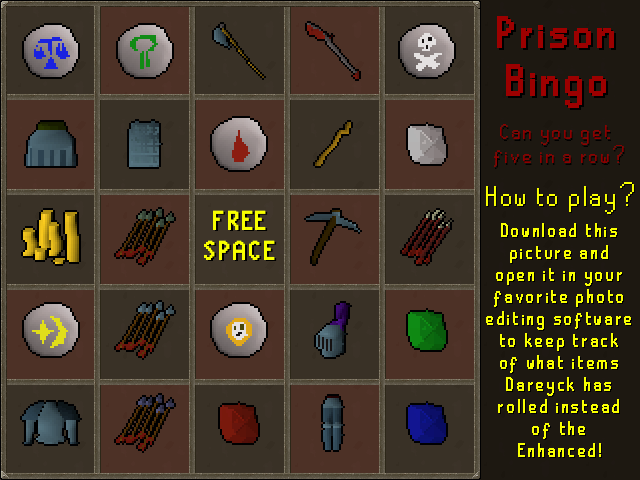 FREE
SPACE
Prison
Bingo
Can you get
five in a row?
How to play?
Download this
picture and
open it in your
favorite photo
editing software
to keep track
of what items
Dareyck has
rolled instead
of the
Enhanced!